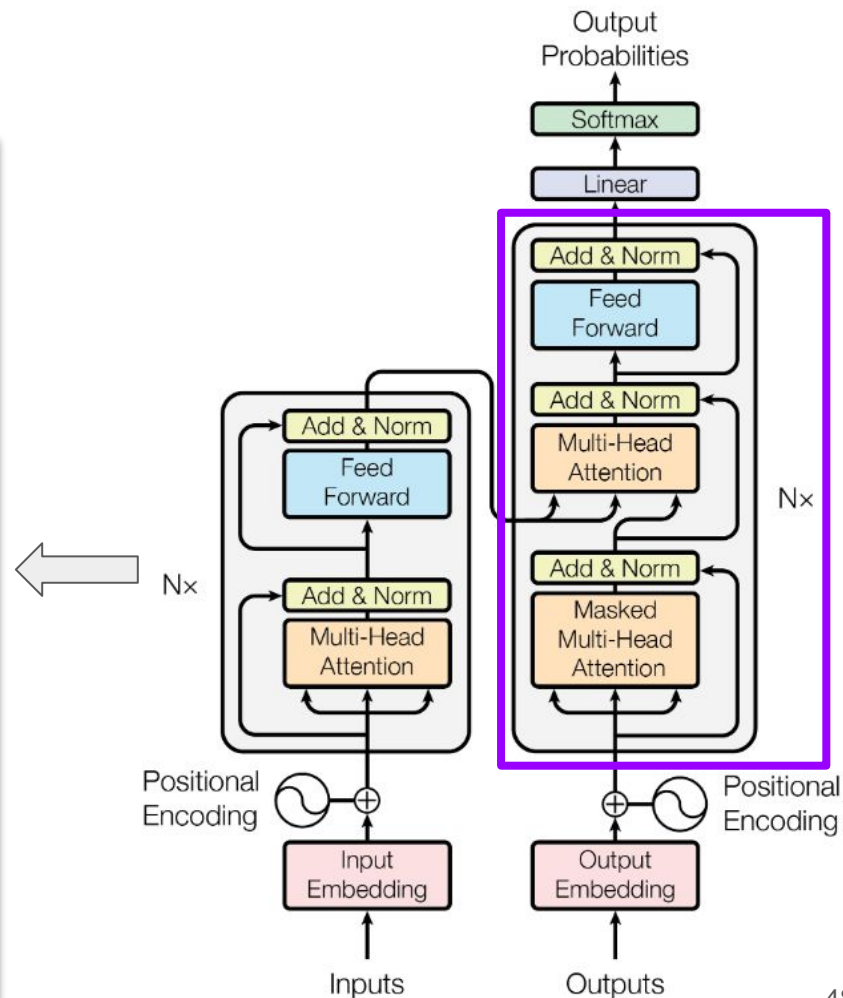 Output
Probabilities
Softmax
Linear
Add & Norm
Feed
Forward
Add & Norm
Multi-Head
Attention
Add & Norm
Masked
Multi-Head
Attention
N×
Add & Norm
Feed
Forward
Add & Norm
Multi-Head
Attention
N×
Positional
Encoding
Positional
Encoding
Input
Embedding
Output
Embedding
Inputs
Outputs